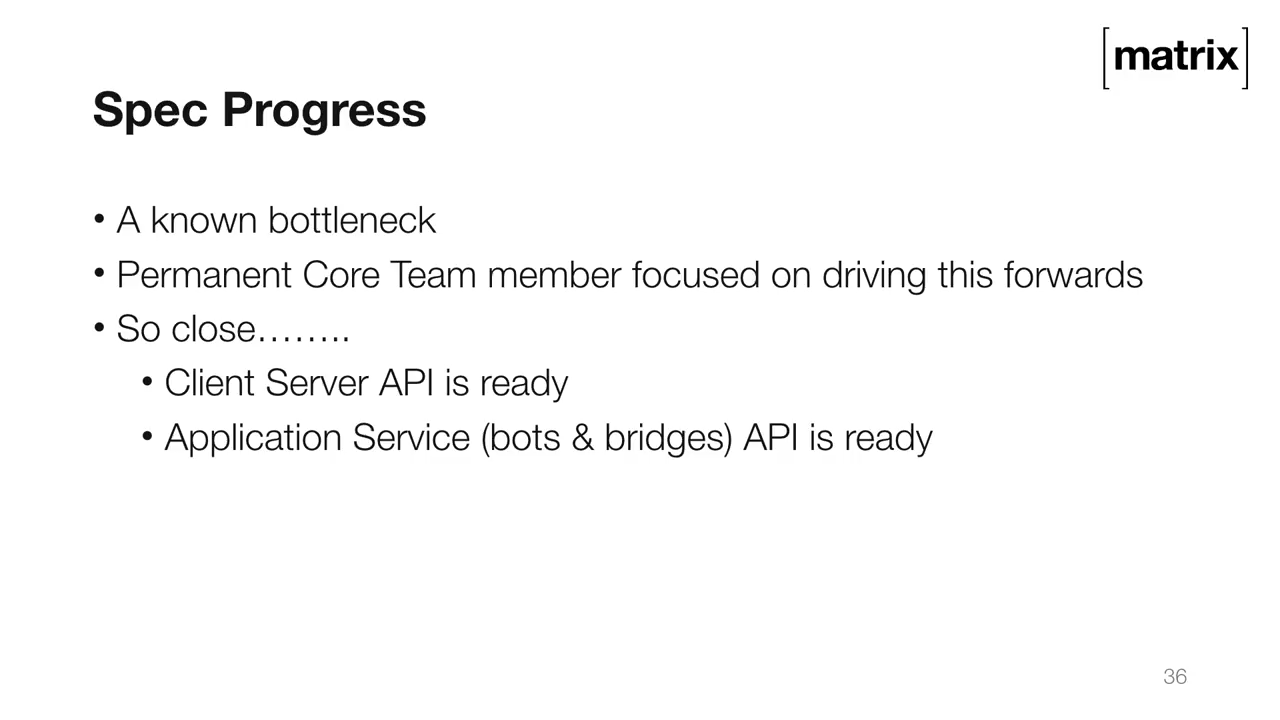 [matrix]
Spec Progress
• A known bottleneck
• Permanent Core Team member focused on driving this forwards
• So close……..
• Client Server API is ready
• Application Service (bots & bridges) API is ready
36